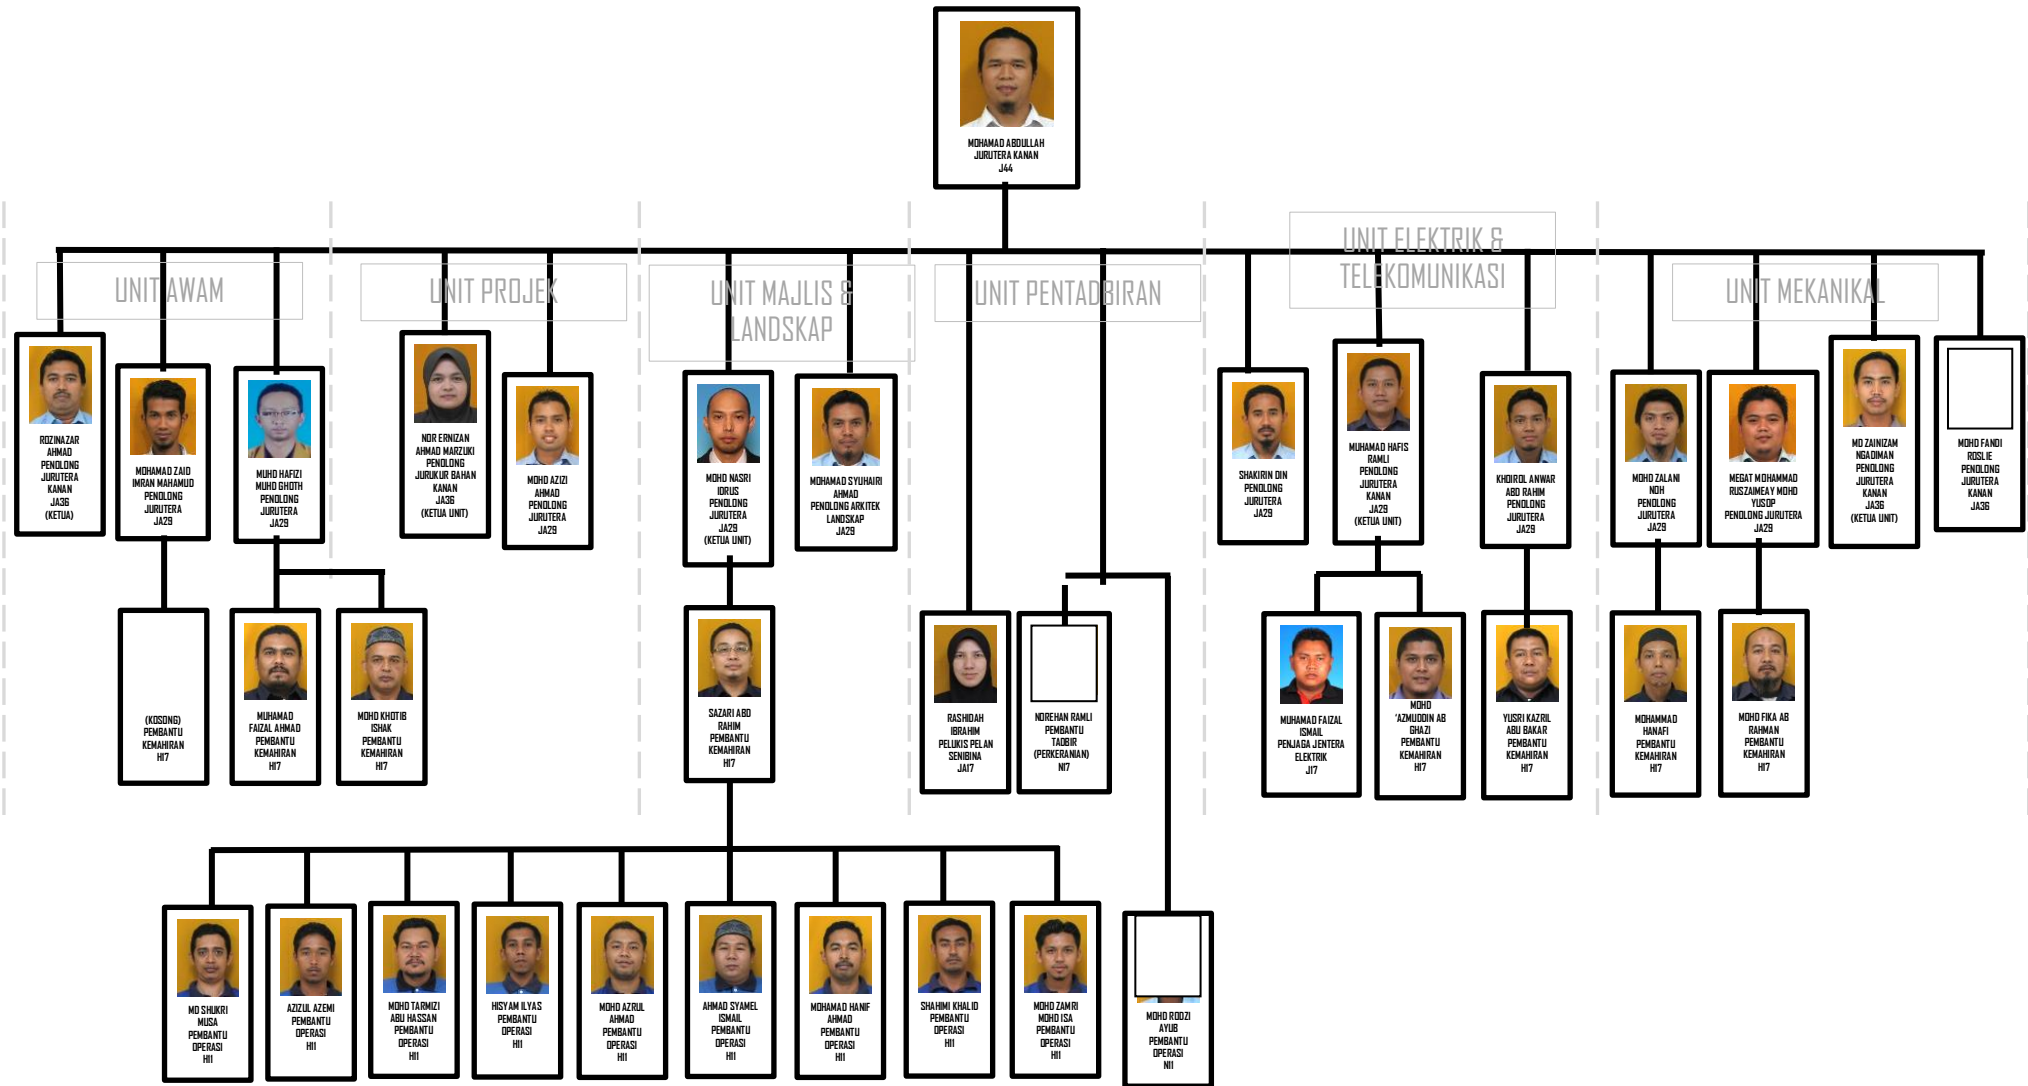 MOHAMAD ABDULLAH
JURUTERA KANAN
J44
UNIT AWAM
UNIT PROJEK
UNIT MAJLIS &
LANDSKAP
UNIT PENTADBIRAN
UNIT ELEKTRIK &
TELEKOMUNIKASI
UNIT MEKANIKAL
ROZINAZAR
AHMAD
PENOLONG
JURUTERA
KANAN
JA36
(KETUA)
MOHAMAD ZAID
IMRAN MAHAMUD
PENOLONG
JURUTERA
JA29
MUHD HAFIZI
MUHD GHOTH
PENOLONG
JURUTERA
JA29
NOR ERNIZAN
AHMAD MARZUKI
PENOLONG
JURUKUR BAHAN
KANAN
JA36
(KETUA UNIT)
MOHD AZIZI
AHMAD
PENOLONG
JURUTERA
JA29
MOHD NASRI
IDRUS
PENOLONG
JURUTERA
JA29
(KETUA UNIT)
MOHAMAD SYUHAIRI
AHMAD
PENOLONG ARKITEK
LANDSKAP
JA29
SHAKIRIN DIN
PENOLONG
JURUTERA
JA29
MUHAMAD HAFIS
RAMLI
PENOLONG
JURUTERA
KANAN
JA29
(KETUA UNIT)
KHOIROL ANWAR
ABD RAHIM
PENOLONG
JURUTERA
JA29
MOHD ZALANI
NOH
PENOLONG
JURUTERA
JA29
MEGAT MOHAMMAD
RUSZAIMEAY MOHD
YUSOP
PENOLONG JURUTERA
JA29
MD ZAINIZAM
NGADIMAN
PENOLONG
JURUTERA
KANAN
JA36
(KETUA UNIT)
MOHD FANDI
ROSLIE
PENOLONG
JURUTERA
KANAN
JA36
(KOSONG)
PEMBANTU
KEMAHIRAN
H17
MUHAMAD
FAIZAL AHMAD
PEMBANTU
KEMAHIRAN
H17
MOHD KHOTIB
ISHAK
PEMBANTU
KEMAHIRAN
H17
SAZARI ABD
RAHIM
PEMBANTU
KEMAHIRAN
H17
RASHIDAH
IBRAHIM
PELUKIS PELAN
SENIBINA
JA17
NOREHAN RAMLI
PEMBANTU
TADBIR
(PERKERANIAN)
N17
MUHAMAD FAIZAL
ISMAIL
PENJAGA JENTERA
ELEKTRIK
J17
MOHD
'AZMUDDIN AB
GHAZI
PEMBANTU
KEMAHIRAN
H17
YUSRI KAZRIL
ABU BAKAR
PEMBANTU
KEMAHIRAN
H17
MOHAMMAD
HANAFI
PEMBANTU
KEMAHIRAN
H17
MOHD FIKA AB
RAHMAN
PEMBANTU
KEMAHIRAN
H17
MD SHUKRI
MUSA
PEMBANTU
OPERASI
H11
AZIZUL AZEMI
PEMBANTU
OPERASI
H11
MOHD TARMIZI
ABU HASSAN
PEMBANTU
OPERASI
H11
HISYAM ILYAS
PEMBANTU
OPERASI
H11
MOHD AZRUL
AHMAD
PEMBANTU
OPERASI
H11
AHMAD SYAMEL
ISMAIL
PEMBANTU
OPERASI
H11
MOHAMAD HANIF
AHMAD
PEMBANTU
OPERASI
H11
SHAHIMI KHALID
PEMBANTU
OPERASI
H11
MOHD ZAMRI
MOHD ISA
PEMBANTU
OPERASI
H11
MOHD RODZI
AYUB
PEMBANTU
OPERASI
N11